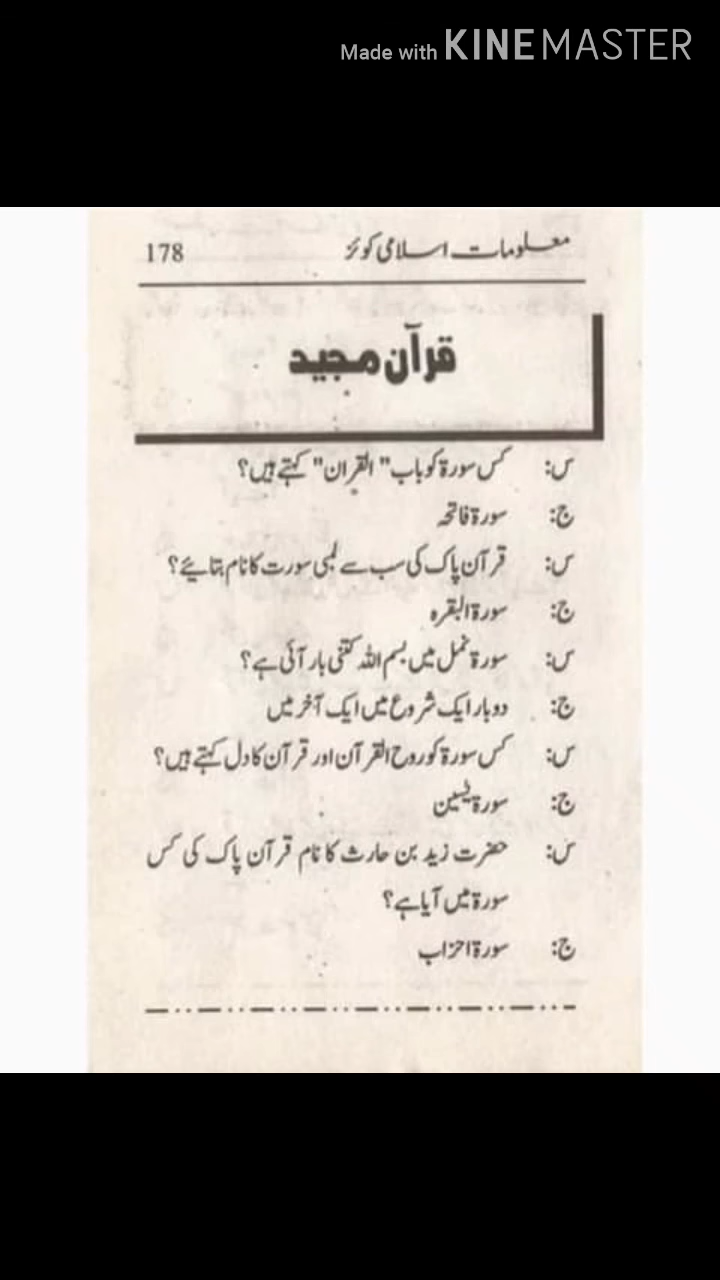 Made with KINEMASTER
معلومات اسلامی کوئز 178
قرآن مجید
س: کس سورۃ کو باب "القران" کہتے ہیں؟
ج: سورۃ فاتحہ
س: قرآن پاک کی سب سے لمبی سورت کا نام بتائیے؟
ج: سورۃ البقرہ
س: سورۃ نمل میں بسم اللہ کتنی بار آئی ہے؟
ج: دو بار ایک شروع میں ایک آخر میں
س: کس سورۃ کو روح القرآن اور قرآن کا دل کہتے ہیں؟
ج: سورۃ یٰسین
س: حضرت زید بن حارث کا نام قرآن پاک کی کس
سورۃ میں آیا ہے؟
ج: سورۃ احزاب